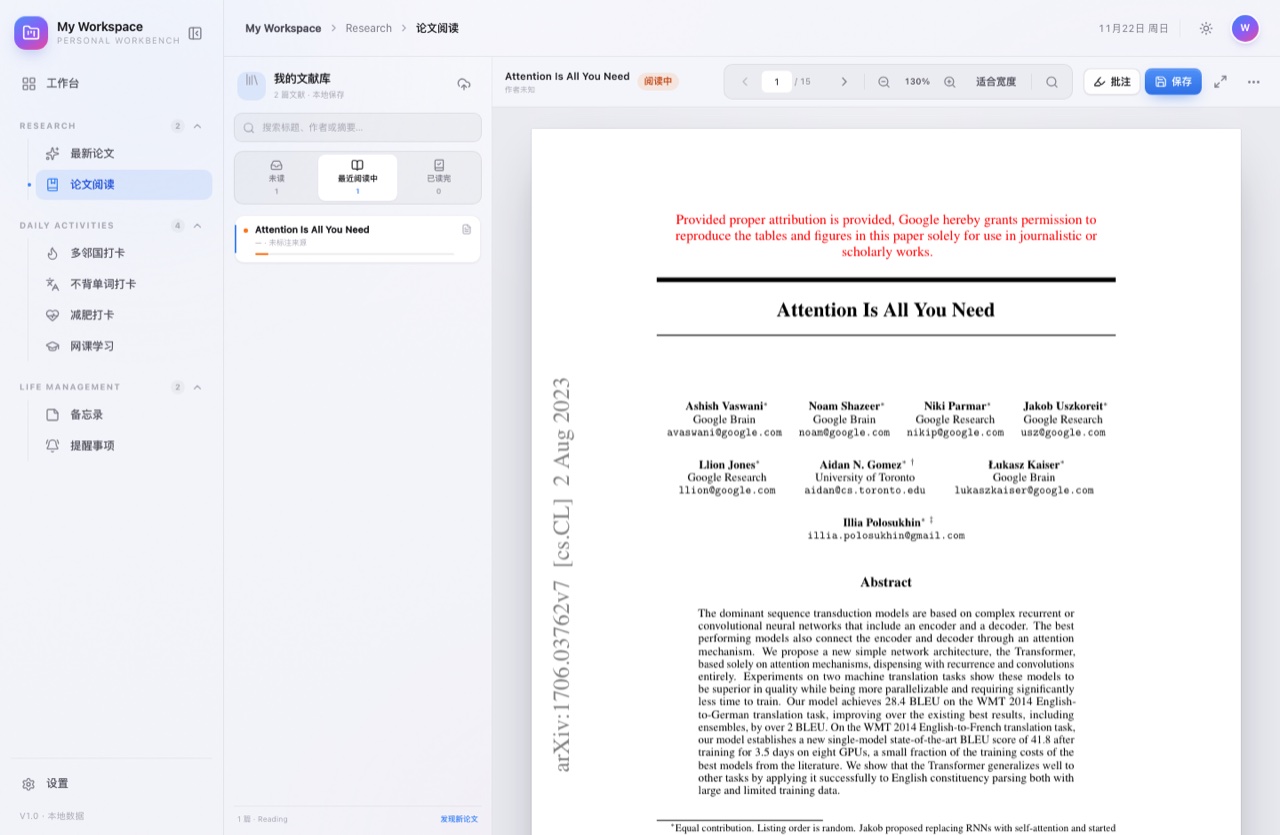 My Workspace
PERSONAL WORKBENCH
工作台
RESEARCH 2
最新论文
论文阅读
DAILY ACTIVITIES 4
多邻国打卡
不背单词打卡
减肥打卡
网课学习
LIFE MANAGEMENT 2
备忘录
提醒事项
设置
V1.0 · 本地数据
My Workspace > Research > 论文阅读
11月22日 周日
W
我的文献库
2 篇文献 · 本地保存
搜索标题、作者或摘要...
未读
1
最近阅读中
1
已读完
0
Attention Is All You Need
— · 未标注来源
1 篇 · Reading
发现新论文
Attention Is All You Need
作者未知
阅读中
1 / 15
130%
适合宽度
批注
保存
Provided proper attribution is provided, Google hereby grants permission to
reproduce the tables and figures in this paper solely for use in journalistic or
scholarly works.
Attention Is All You Need
arXiv:1706.03762v7 [cs.CL] 2 Aug 2023
Ashish Vaswani* Noam Shazeer* Niki Parmar* Jakob Uszkoreit*
Google Brain Google Brain Google Research Google Research
avaswani@google.com noam@google.com nikip@google.com usz@google.com
Llion Jones* Aidan N. Gomez* † Łukasz Kaiser*
Google Research University of Toronto Google Brain
llion@google.com aidan@cs.toronto.edu lukaszkaiser@google.com
Illia Polosukhin* ‡
illia.polosukhin@gmail.com
Abstract
The dominant sequence transduction models are based on complex recurrent or
convolutional neural networks that include an encoder and a decoder. The best
performing models also connect the encoder and decoder through an attention
mechanism. We propose a new simple network architecture, the Transformer,
based solely on attention mechanisms, dispensing with recurrence and convolutions
entirely. Experiments on two machine translation tasks show these models to
be superior in quality while being more parallelizable and requiring significantly
less time to train. Our model achieves 28.4 BLEU on the WMT 2014 English-
to-German translation task, improving over the existing best results, including
ensembles, by over 2 BLEU. On the WMT 2014 English-to-French translation task,
our model establishes a new single-model state-of-the-art BLEU score of 41.8 after
training for 3.5 days on eight GPUs, a small fraction of the training costs of the
best models from the literature. We show that the Transformer generalizes well to
other tasks by applying it successfully to English constituency parsing both with
large and limited training data.
*Equal contribution. Listing order is random. Jakob proposed replacing RNNs with self-attention and started